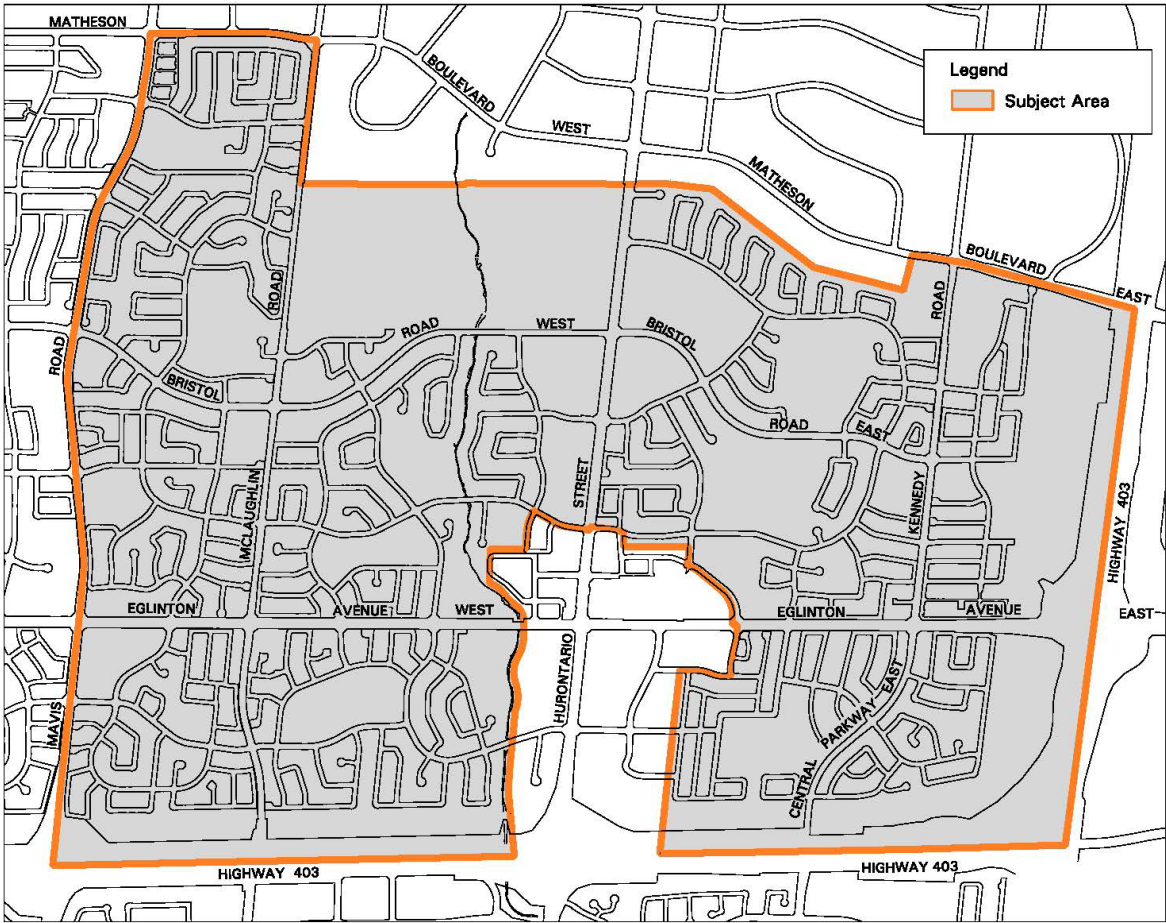 MATHESON
BOULEVARD
WEST
MATHESON
BOULEVARD
EAST
Legend
Subject Area
ROAD
ROAD
ROAD
WEST
BRISTOL
ROAD
ROAD
BRISTOL
ROAD
EAST
STREET
MCLAUGHLIN
KENNEDY
HIGHWAY 403
EGLINTON
AVENUE
WEST
EGLINTON
AVENUE
EAST
HURONTARIO
MAVIS
CENTRAL
PARKWAY
EAST
HIGHWAY 403
HIGHWAY 403